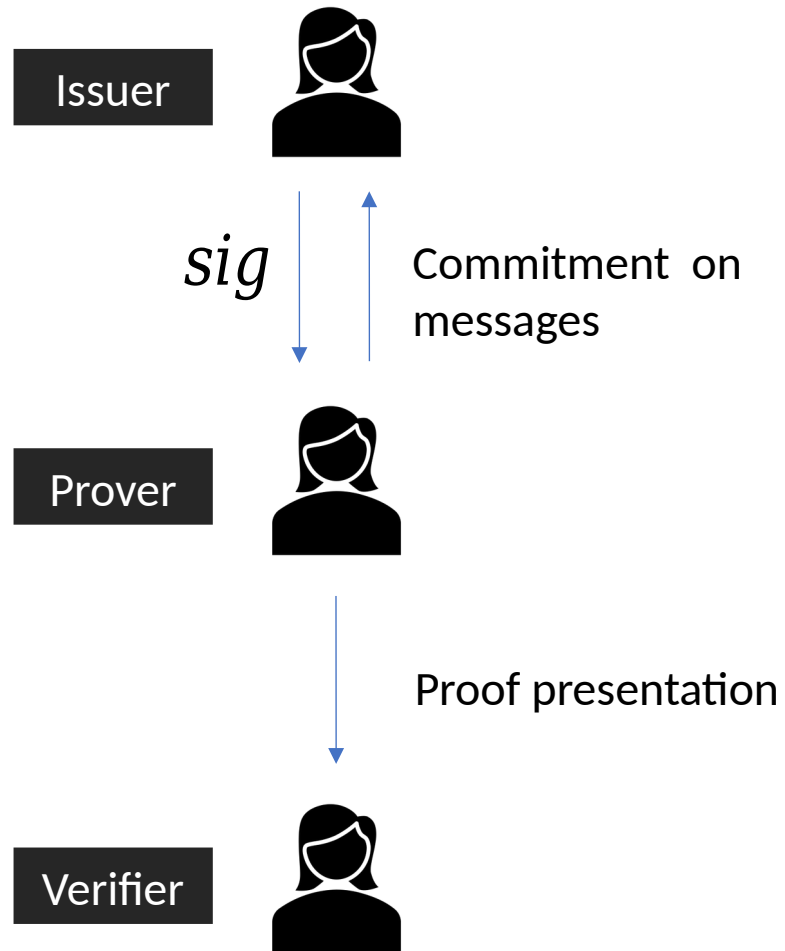 Issuer
sig
Commitment on
messages
Prover
Proof presentation
Verifier